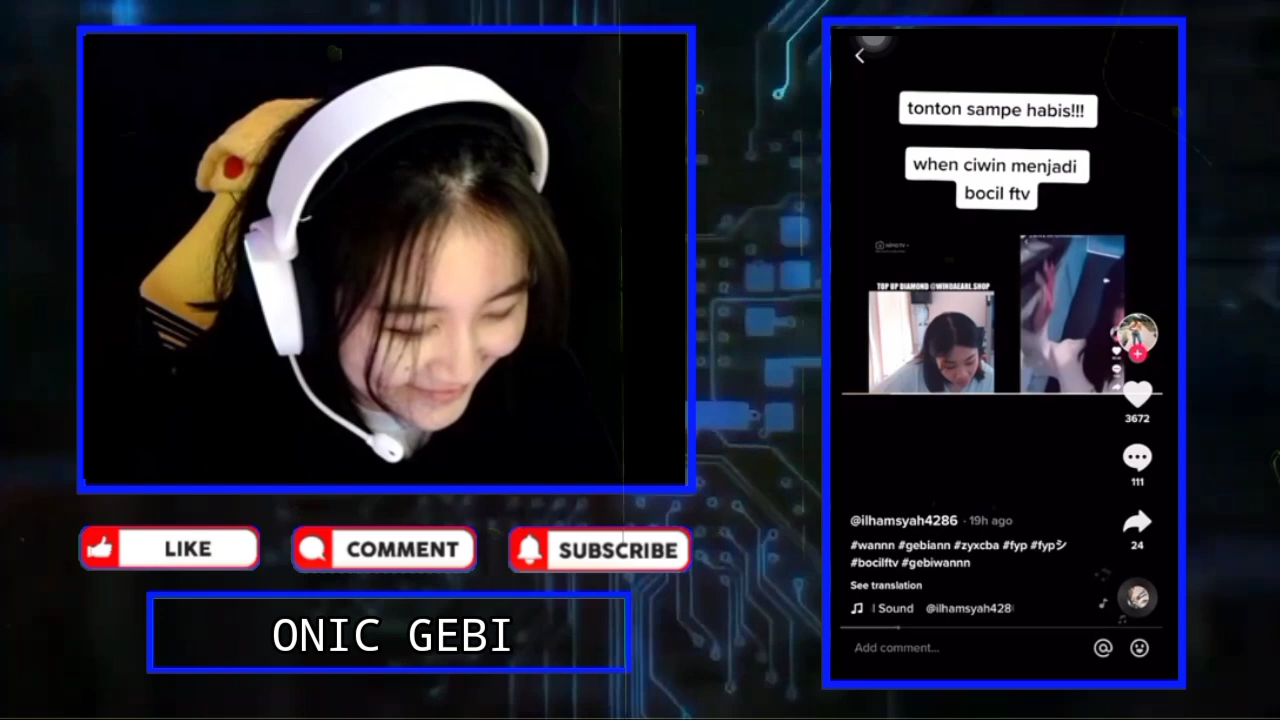 LIKE
COMMENT
SUBSCRIBE
ONIC GEBI
tonton sampe habis!!!
when ciwin menjadi
bocil ftv
TOP UP DIAMOND @WINDAEARL.SHOP
3672
111
24
@ilhamsyah4286 · 19h ago
#wannn #gebiann #zyxcba #fyp #fypシ
#bocilftv #gebiwannn
See translation
l Sound @ilhamsyah428
Add comment...